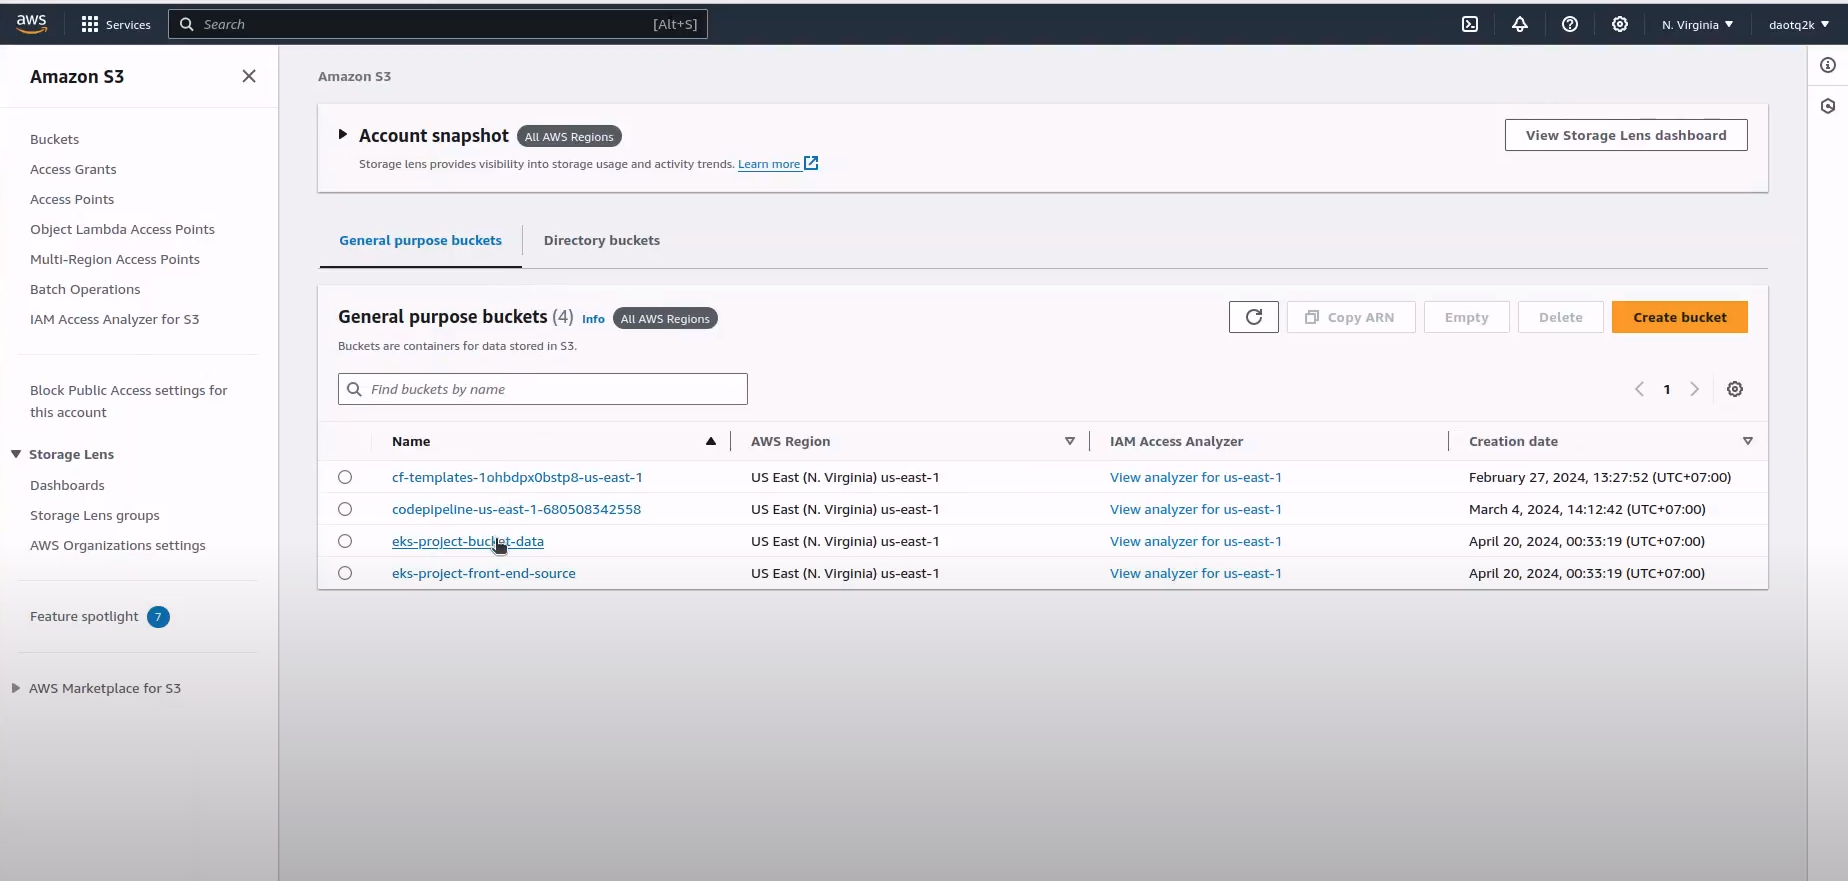 aws
Services
Search
[Alt+S]
N. Virginia
daotq2k
Amazon S3
Buckets
Access Grants
Access Points
Object Lambda Access Points
Multi-Region Access Points
Batch Operations
IAM Access Analyzer for S3
Block Public Access settings for
this account
Storage Lens
Dashboards
Storage Lens groups
AWS Organizations settings
Feature spotlight 7
AWS Marketplace for S3
Amazon S3
Account snapshot All AWS Regions
Storage lens provides visibility into storage usage and activity trends. Learn more
View Storage Lens dashboard
General purpose buckets
Directory buckets
General purpose buckets (4) Info All AWS Regions
Buckets are containers for data stored in S3.
Copy ARN
Empty
Delete
Create bucket
Find buckets by name
1
Name AWS Region IAM Access Analyzer Creation date
cf-templates-1ohbdpx0bstp8-us-east-1 US East (N. Virginia) us-east-1 View analyzer for us-east-1 February 27, 2024, 13:27:52 (UTC+07:00)
codepipeline-us-east-1-680508342558 US East (N. Virginia) us-east-1 View analyzer for us-east-1 March 4, 2024, 14:12:42 (UTC+07:00)
eks-project-bucket-data US East (N. Virginia) us-east-1 View analyzer for us-east-1 April 20, 2024, 00:33:19 (UTC+07:00)
eks-project-front-end-source US East (N. Virginia) us-east-1 View analyzer for us-east-1 April 20, 2024, 00:33:19 (UTC+07:00)